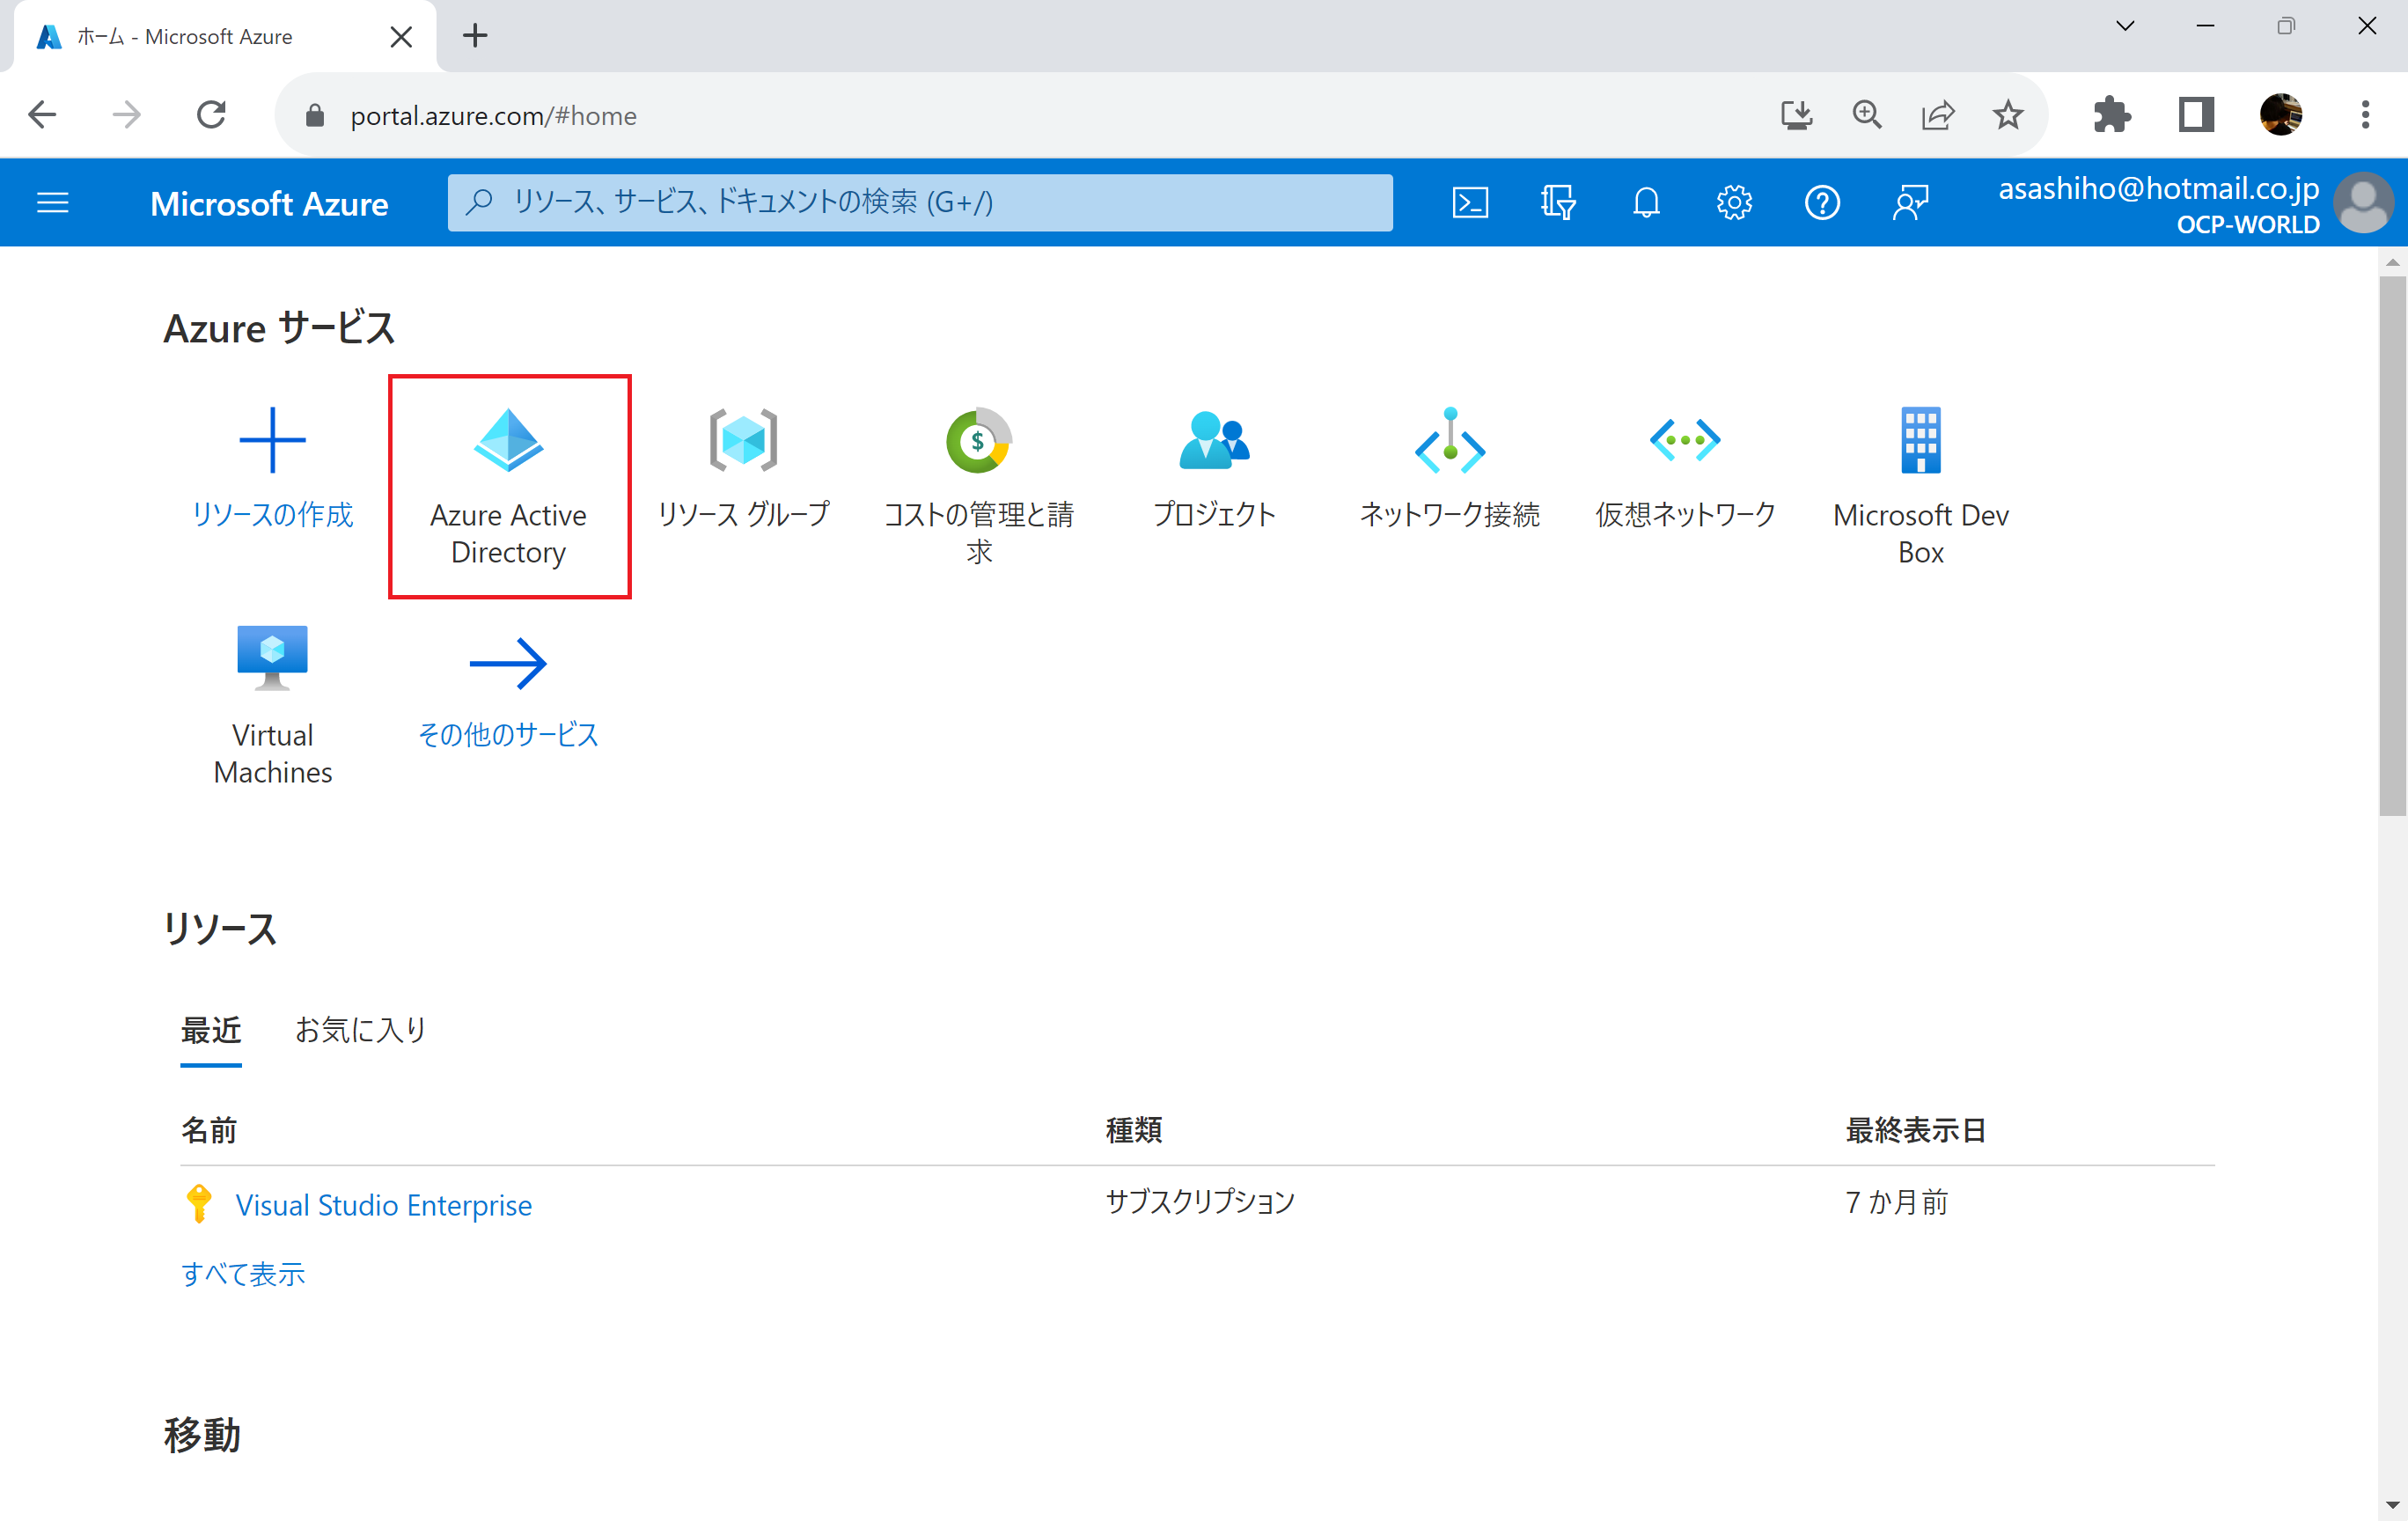 ホーム - Microsoft Azure
portal.azure.com/#home
Microsoft Azure
リソース、サービス、ドキュメントの検索 (G+/)
asashiho@hotmail.co.jp
OCP-WORLD
Azure サービス
リソースの作成
Azure Active
Directory
リソース グループ
コストの管理と請
求
プロジェクト
ネットワーク接続
仮想ネットワーク
Microsoft Dev
Box
Virtual
Machines
その他のサービス
リソース
最近
お気に入り
名前
種類
最終表示日
Visual Studio Enterprise
サブスクリプション
7 か月前
すべて表示
移動